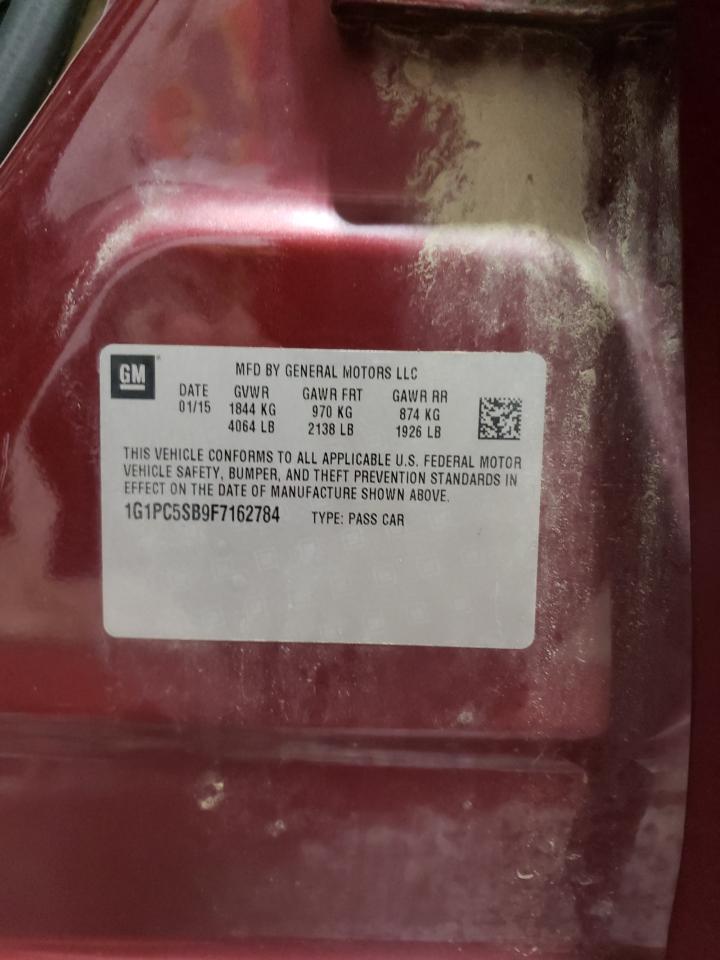 GM
MFD BY GENERAL MOTORS LLC
DATE GVWR GAWR FRT GAWR RR
01/15 1844 KG 970 KG 874 KG
4064 LB 2138 LB 1926 LB
THIS VEHICLE CONFORMS TO ALL APPLICABLE U.S. FEDERAL MOTOR
VEHICLE SAFETY, BUMPER, AND THEFT PREVENTION STANDARDS IN
EFFECT ON THE DATE OF MANUFACTURE SHOWN ABOVE.
1G1PC5SB9F7162784 TYPE: PASS CAR